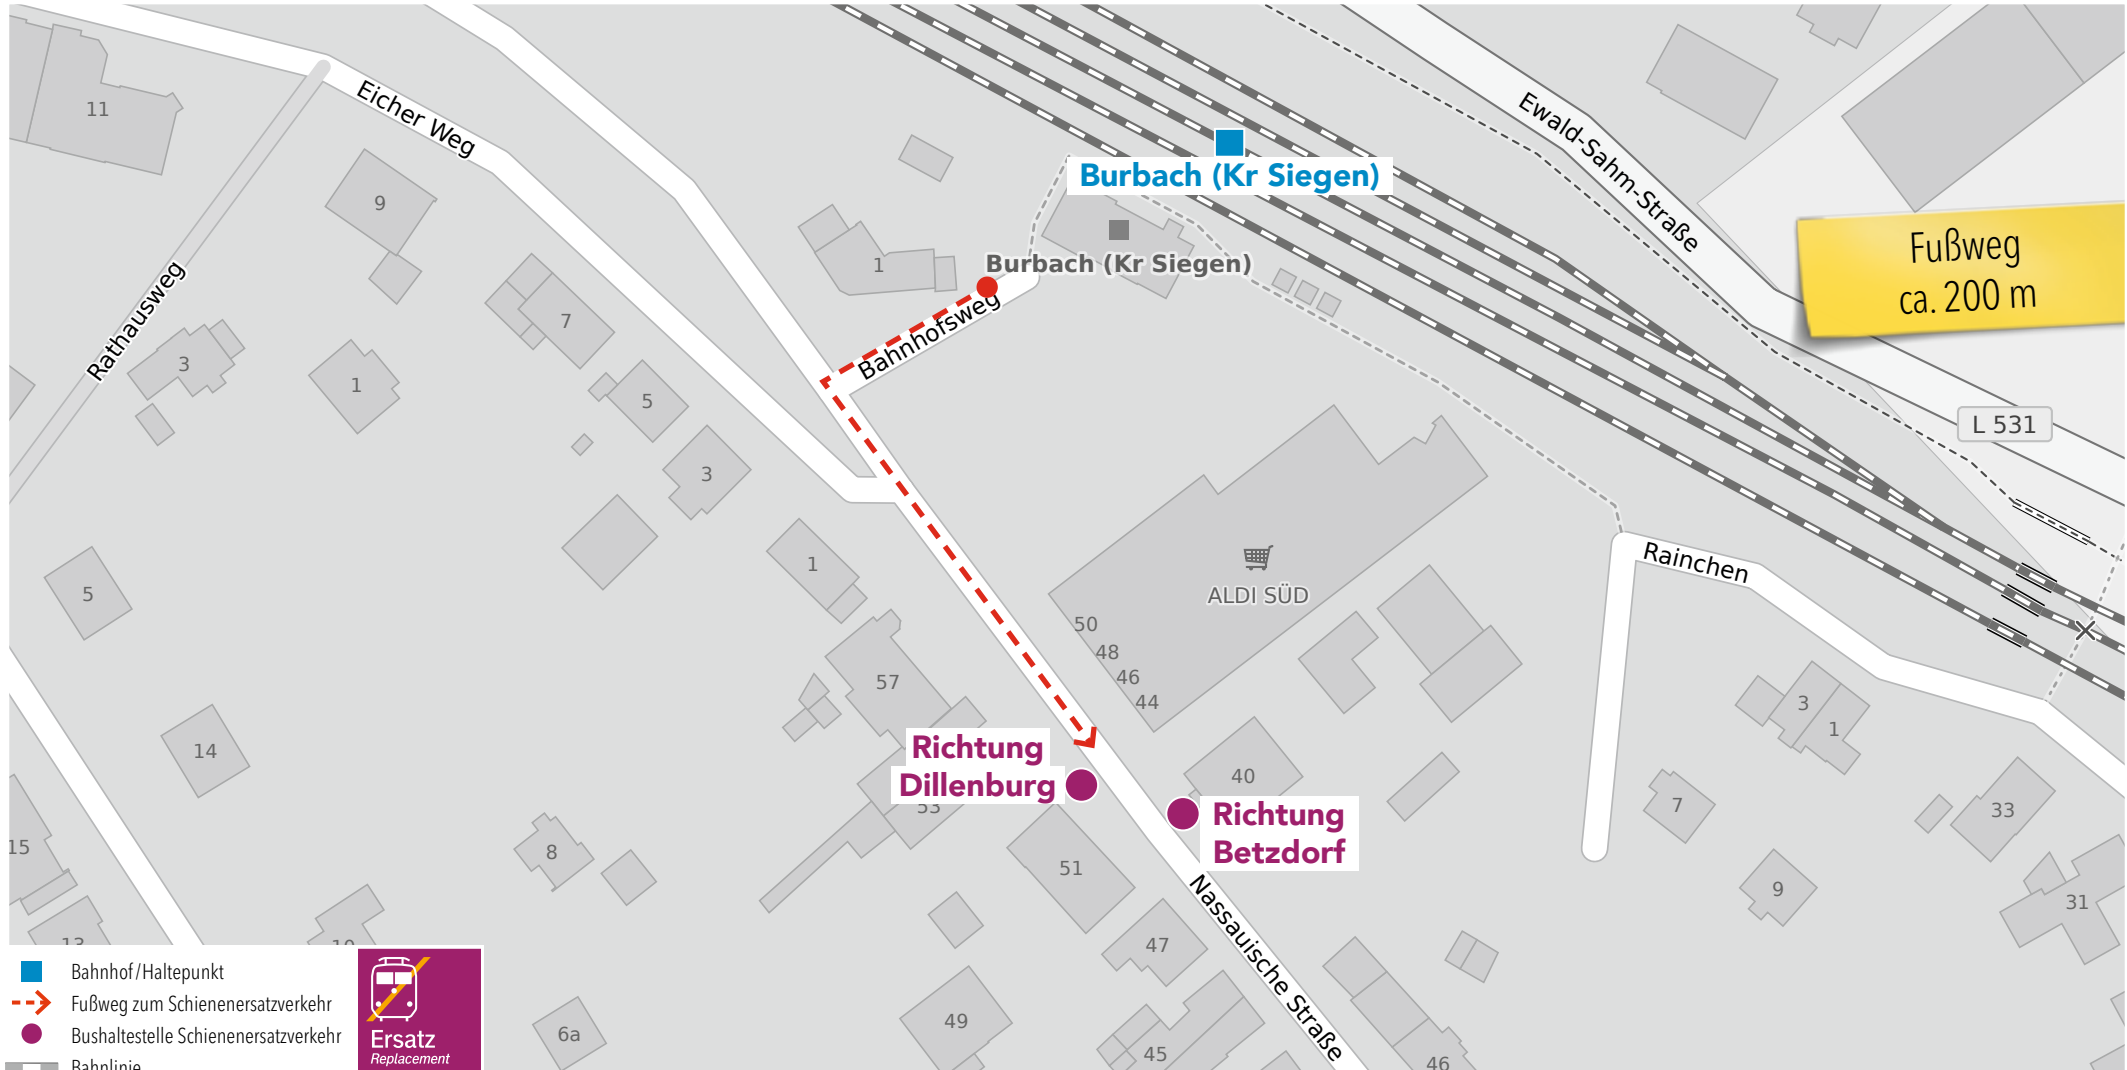 11
Eicher Weg
Ewald-Sahm-Straße
9
Burbach (Kr Siegen)
Rathausweg
1
Burbach (Kr Siegen)
Fußweg
ca. 200 m
7
Bahnhofsweg
3
1
5
L 531
3
1
ALDI SÜD
Rainchen
5
50
48
46
44
57
3
1
14
Richtung
Dillenburg
40
53
Richtung
Betzdorf
7
33
15
8
51
9
31
Nassauische Straße
13
10
47
49
6a
45
46
Bahnhof/Haltepunkt
Fußweg zum Schienenersatzverkehr
Bushaltestelle Schienenersatzverkehr
Bahnlinie
Ersatz
Replacement